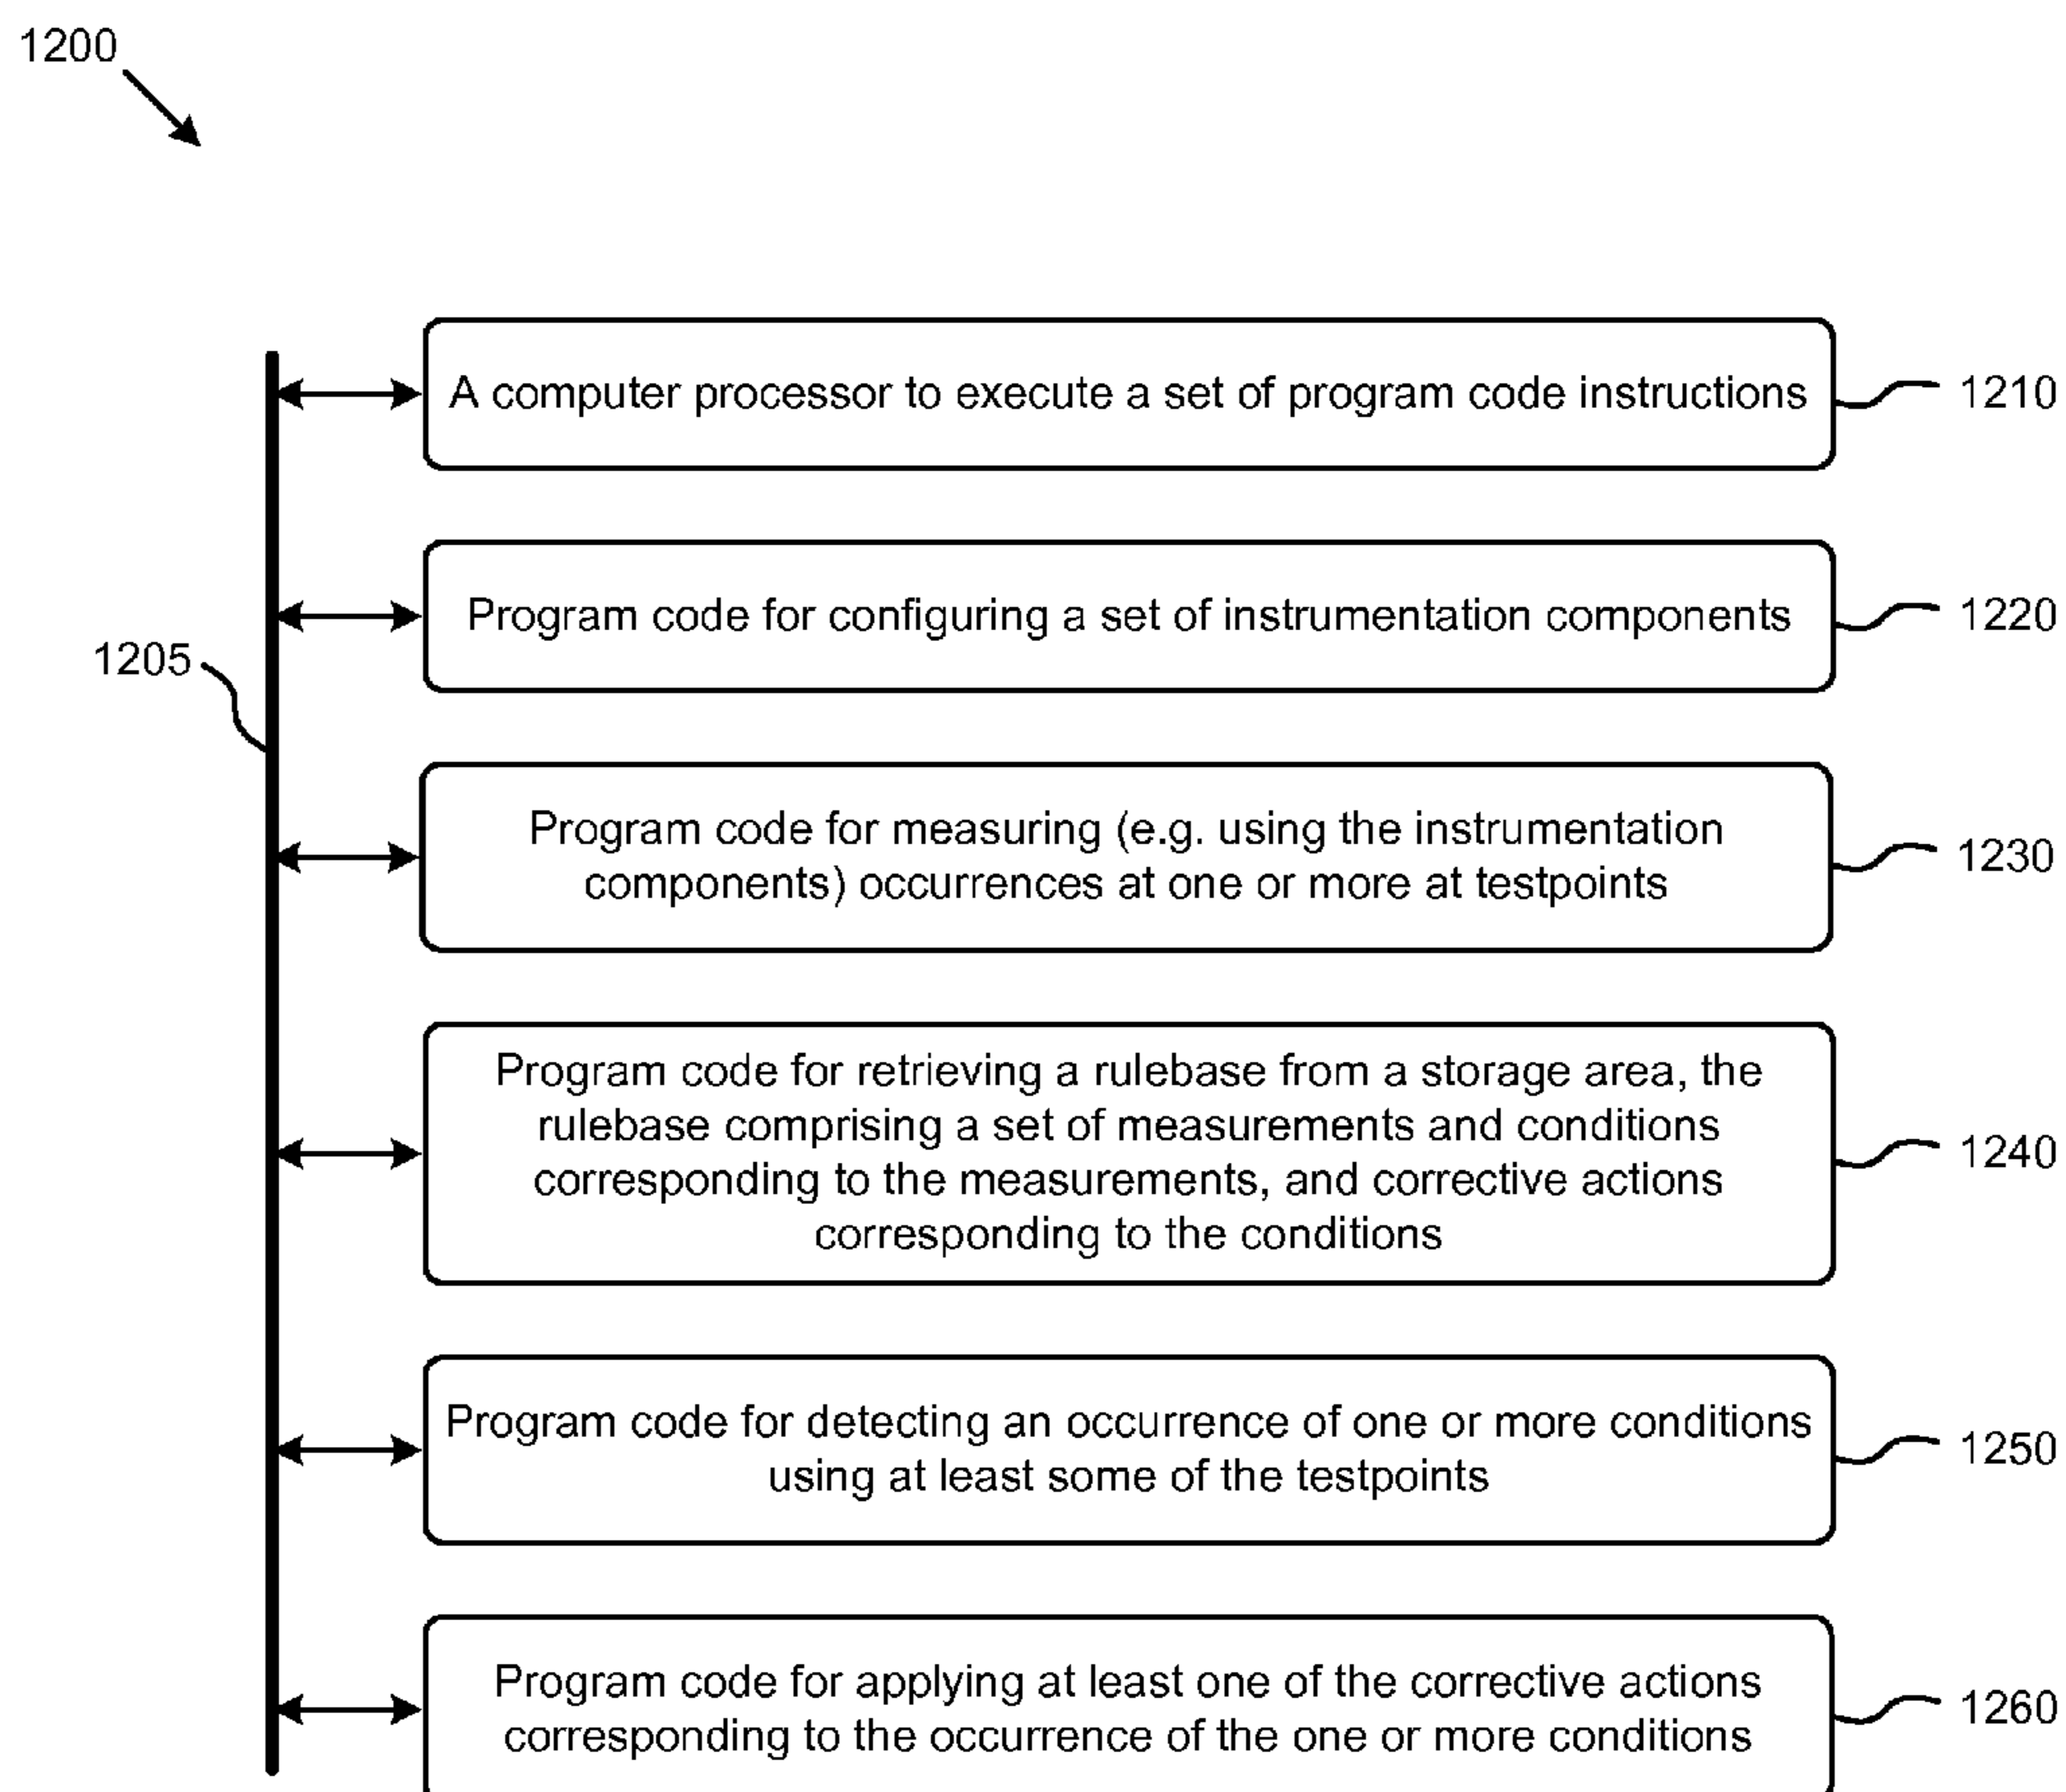 1200
A computer processor to execute a set of program code instructions
1210
Program code for configuring a set of instrumentation components
1220
1205
Program code for measuring (e.g. using the instrumentation
components) occurrences at one or more at testpoints
1230
Program code for retrieving a rulebase from a storage area, the
rulebase comprising a set of measurements and conditions
corresponding to the measurements, and corrective actions
corresponding to the conditions
1240
Program code for detecting an occurrence of one or more conditions
using at least some of the testpoints
1250
Program code for applying at least one of the corrective actions
corresponding to the occurrence of the one or more conditions
1260